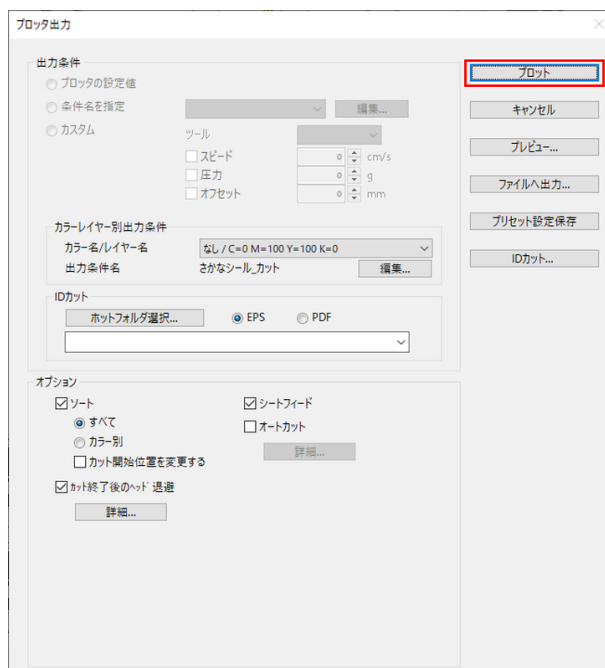 プロッタ出力
出力条件
プロッタの設定値
条件名を指定
編集...
カスタム
ツール
スピード
0
cm/s
圧力
0
g
オフセット
0
mm
カラーレイヤー別出力条件
カラー名/レイヤー名
なし / C=0 M=100 Y=100 K=0
出力条件名
さかなシール_カット
編集...
IDカット
ホットフォルダ選択...
EPS
PDF
オプション
ソート
すべて
カラー別
カット開始位置を変更する
カット終了後のヘッド退避
詳細...
シートフィード
オートカット
詳細...
プロット
キャンセル
プレビュー...
ファイルへ出力...
プリセット設定保存
IDカット...